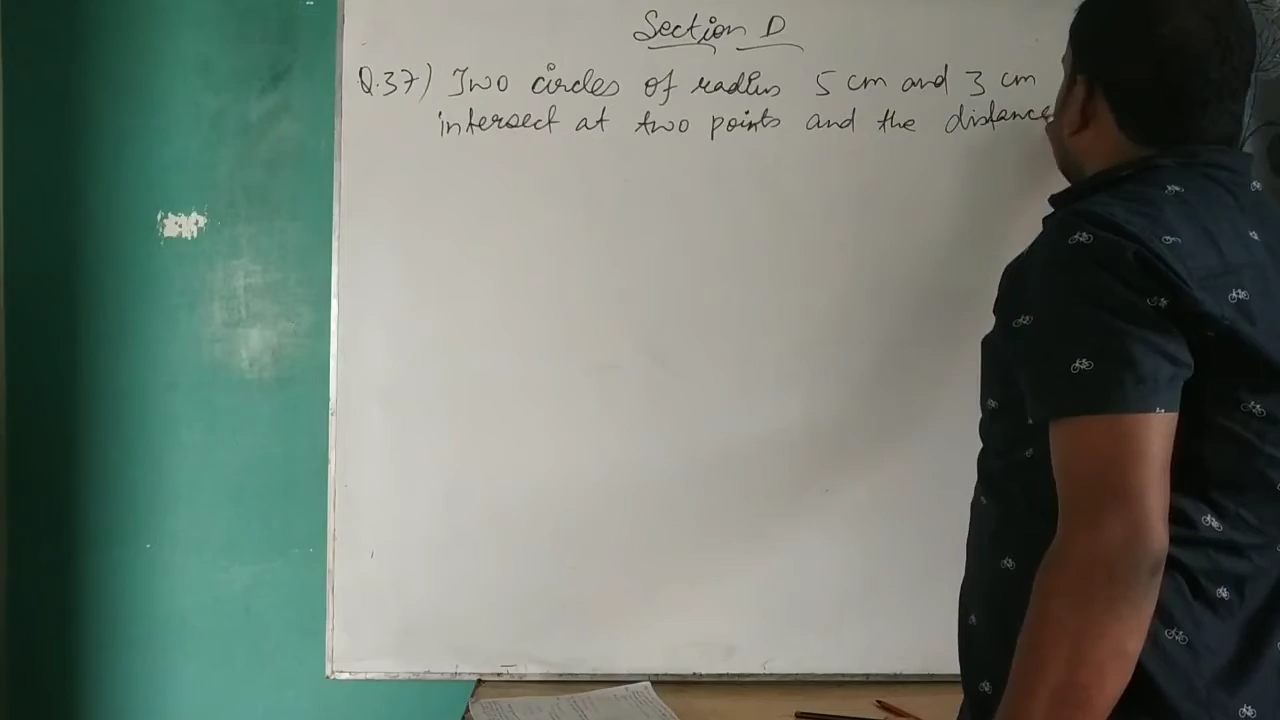 Section D
Q.37) Two circles of radius 5 cm and 3 cm
intersect at two points and the distance